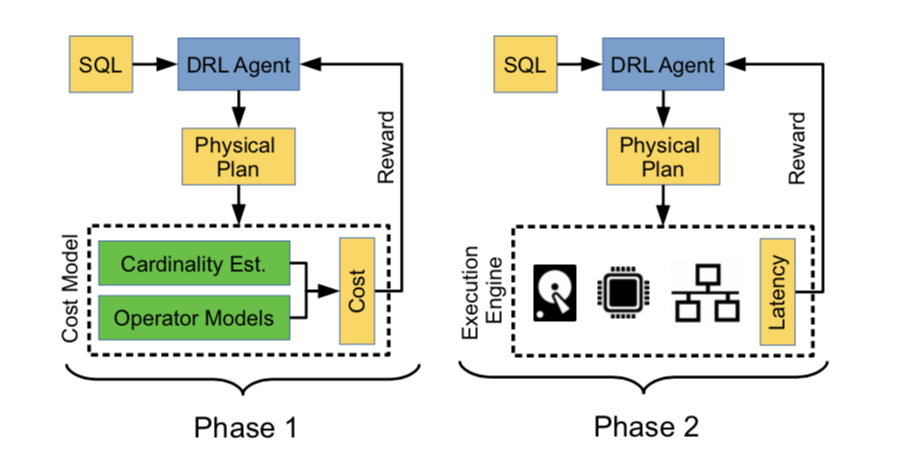 SQL
DRL Agent
Physical
Plan
Reward
Cost Model
Cardinality Est.
Operator Models
Cost
Phase 1
SQL
DRL Agent
Physical
Plan
Reward
Execution
Engine
Latency
Phase 2